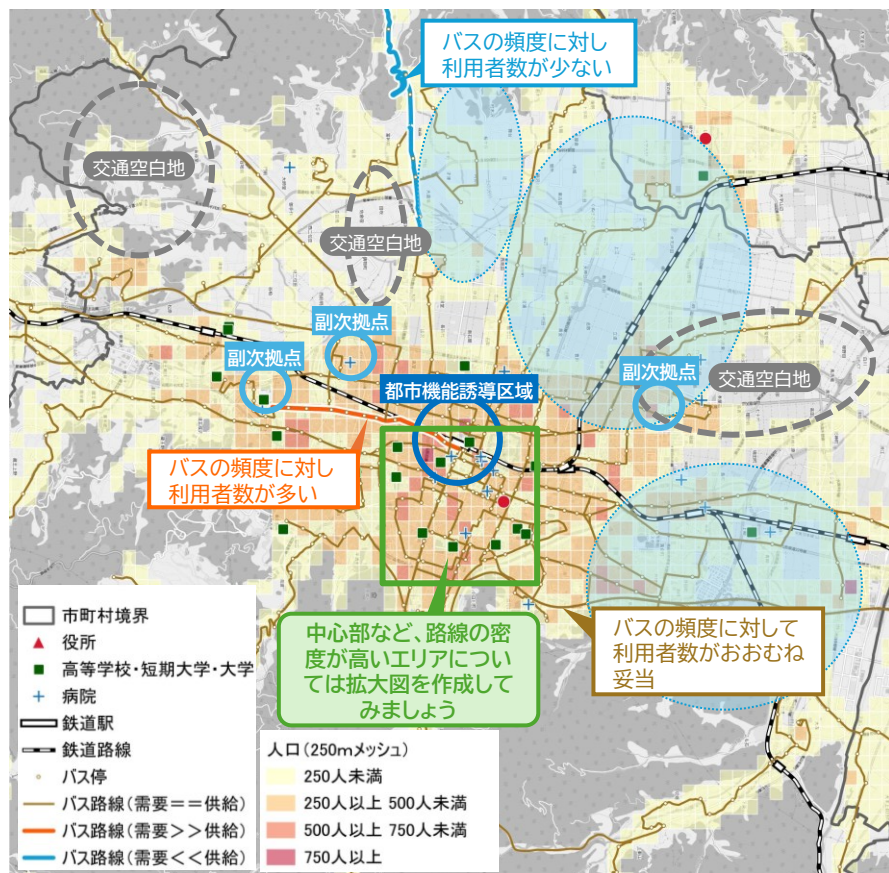 バスの頻度に対し
利用者数が少ない
交通空白地
交通空白地
副次拠点
副次拠点
都市機能誘導区域
副次拠点
交通空白地
バスの頻度に対し
利用者数が多い
中心部など、路線の密
度が高いエリアについ
ては拡大図を作成して
みましょう
バスの頻度に対して
利用者数がおおむね
妥当
市町村境界
役所
高等学校・短期大学・大学
病院
鉄道駅
鉄道路線
バス停
バス路線(需要==供給)
バス路線(需要>>供給)
バス路線(需要<<供給)
人口(250mメッシュ)
250人未満
250人以上 500人未満
500人以上 750人未満
750人以上